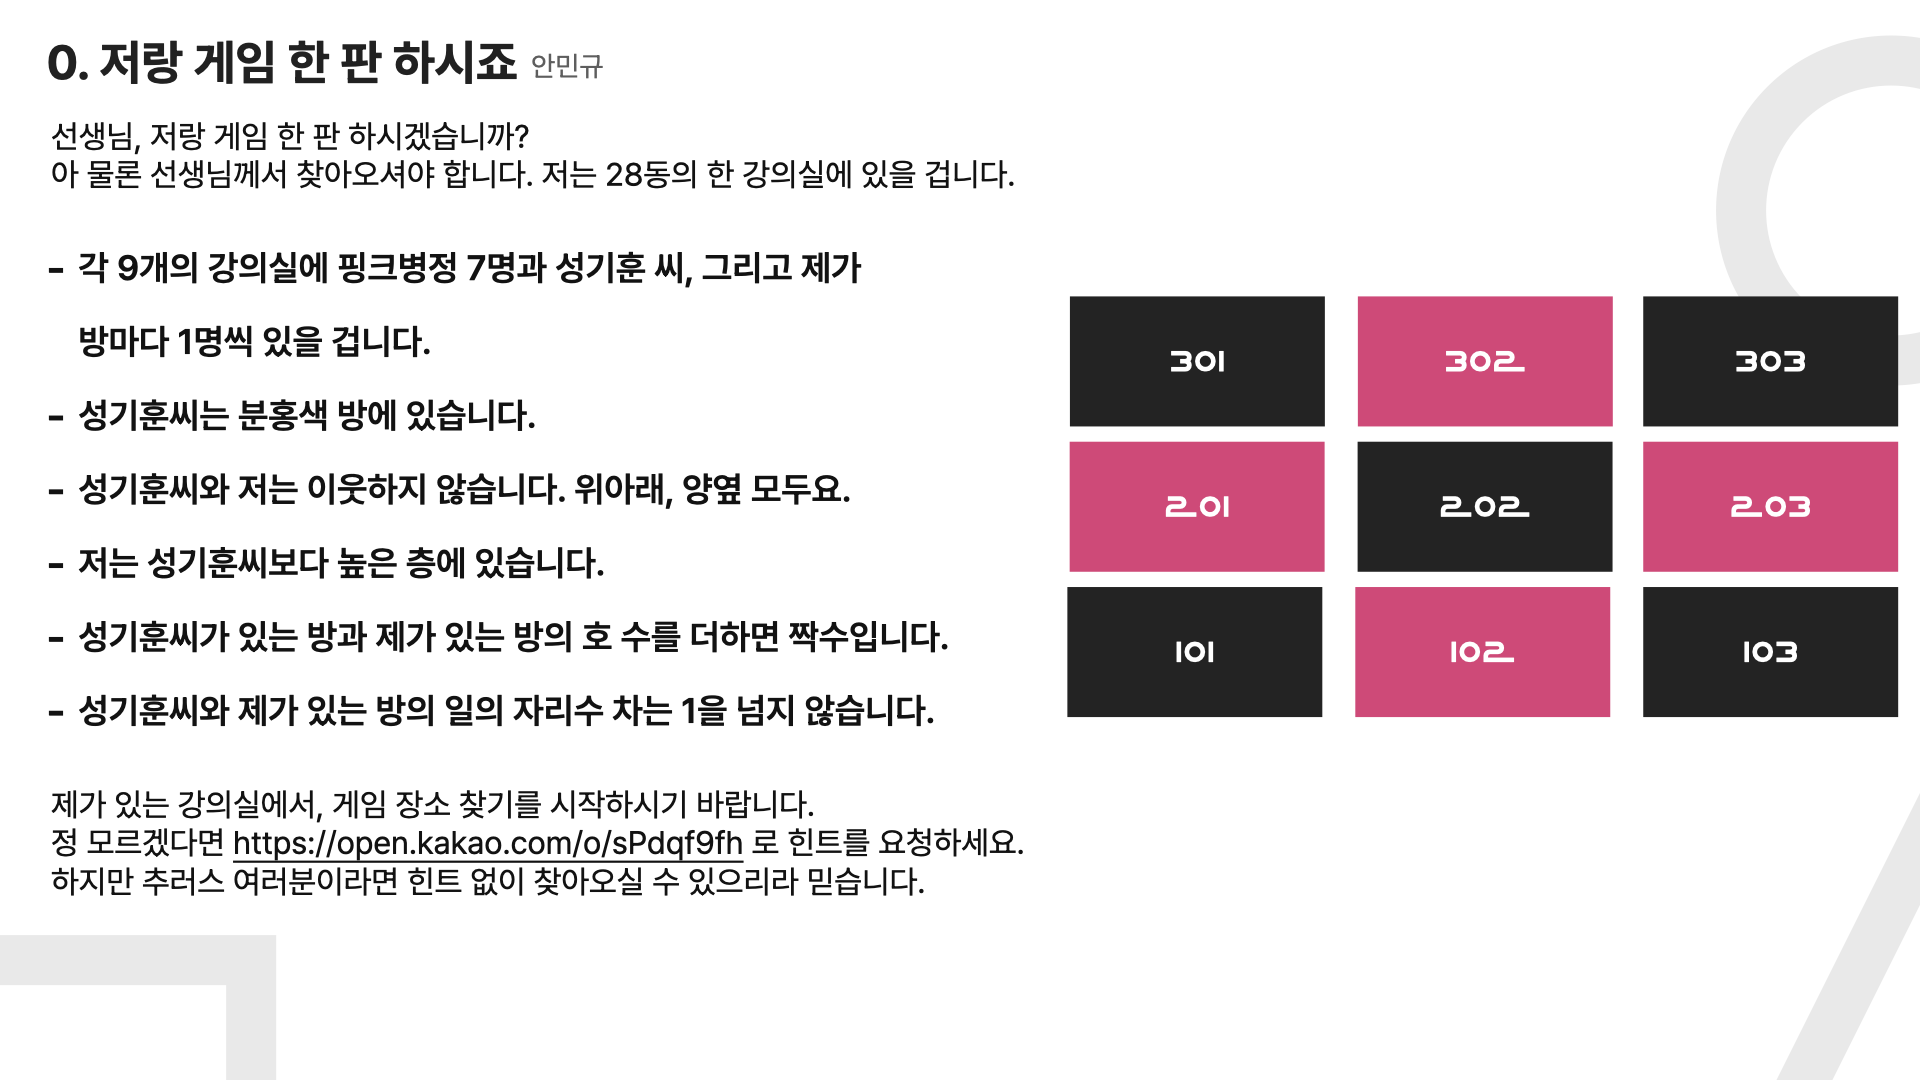 0. 저랑 게임 한 판 하시죠 안민규
선생님, 저랑 게임 한 판 하시겠습니까?
아 물론 선생님께서 찾아오셔야 합니다. 저는 28동의 한 강의실에 있을 겁니다.
- 각 9개의 강의실에 핑크병정 7명과 성기훈 씨, 그리고 제가
방마다 1명씩 있을 겁니다.
- 성기훈씨는 분홍색 방에 있습니다.
- 성기훈씨와 저는 이웃하지 않습니다. 위아래, 양옆 모두요.
- 저는 성기훈씨보다 높은 층에 있습니다.
- 성기훈씨가 있는 방과 제가 있는 방의 호 수를 더하면 짝수입니다.
- 성기훈씨와 제가 있는 방의 일의 자리수 차는 1을 넘지 않습니다.
제가 있는 강의실에서, 게임 장소 찾기를 시작하시기 바랍니다.
정 모르겠다면 https://open.kakao.com/o/sPdqf9fh 로 힌트를 요청하세요.
하지만 추러스 여러분이라면 힌트 없이 찾아오실 수 있으리라 믿습니다.
301 302 303
201 202 203
101 102 103